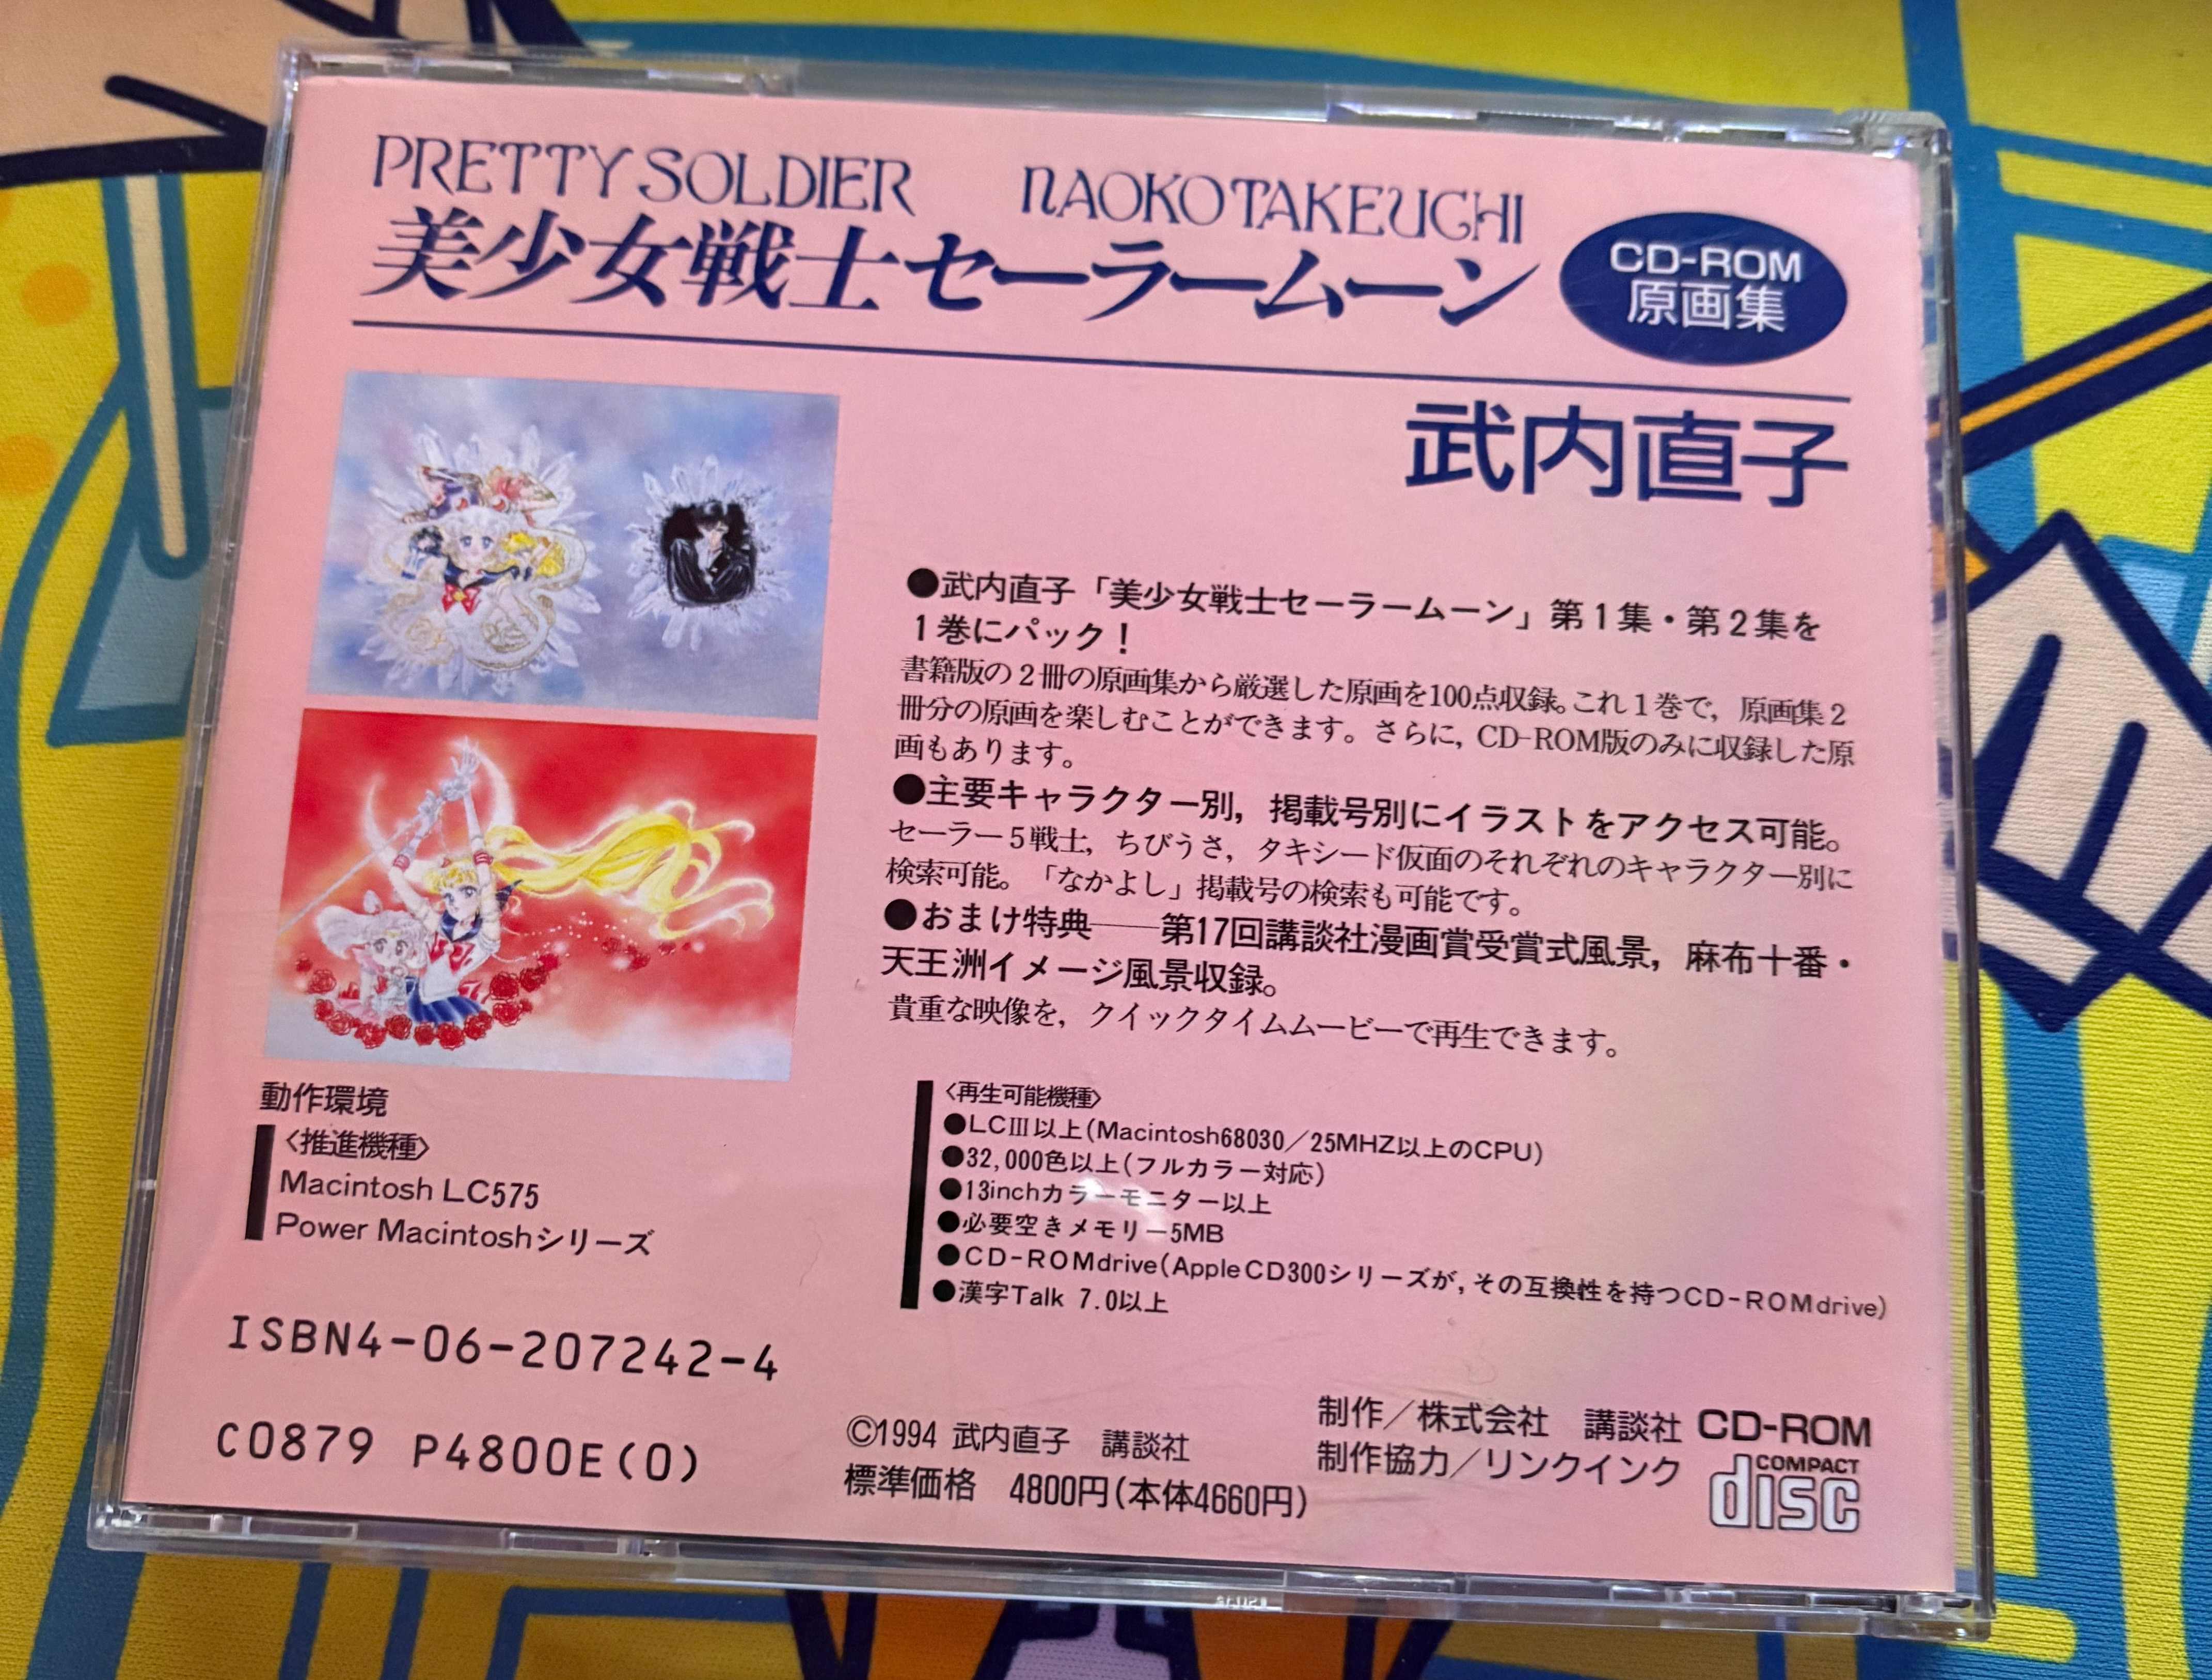 PRETTY SOLDIER NAOKO TAKEUCHI
美少女戦士セーラームーン
CD-ROM
原画集
武内直子
●武内直子「美少女戦士セーラームーン」第1集・第2集を
1巻にパック！
書籍版の2冊の原画集から厳選した原画を100点収録。これ1巻で，原画集2
冊分の原画を楽しむことができます。さらに，CD-ROM版のみに収録した原
画もあります。
●主要キャラクター別，掲載号別にイラストをアクセス可能。
セーラー5戦士，ちびうさ，タキシード仮面のそれぞれのキャラクター別に
検索可能。「なかよし」掲載号の検索も可能です。
●おまけ特典──第17回講談社漫画賞受賞式風景，麻布十番・
天王洲イメージ風景収録。
貴重な映像を，クイックタイムムービーで再生できます。
動作環境
〈推進機種〉
Macintosh LC575
Power Macintoshシリーズ
〈再生可能機種〉
●LCⅢ以上(Macintosh68030／25MHZ以上のCPU)
●32,000色以上(フルカラー対応)
●13inchカラーモニター以上
●必要空きメモリー5MB
●CD-ROMdrive(AppleCD300シリーズが，その互換性を持つCD-ROMdrive)
●漢字Talk 7.0以上
ISBN4-06-207242-4
C0879 P4800E(0)
©1994 武内直子 講談社
標準価格 4800円(本体4660円)
制作／株式会社 講談社
制作協力／リンクインク
CD-ROM
COMPACT
disc